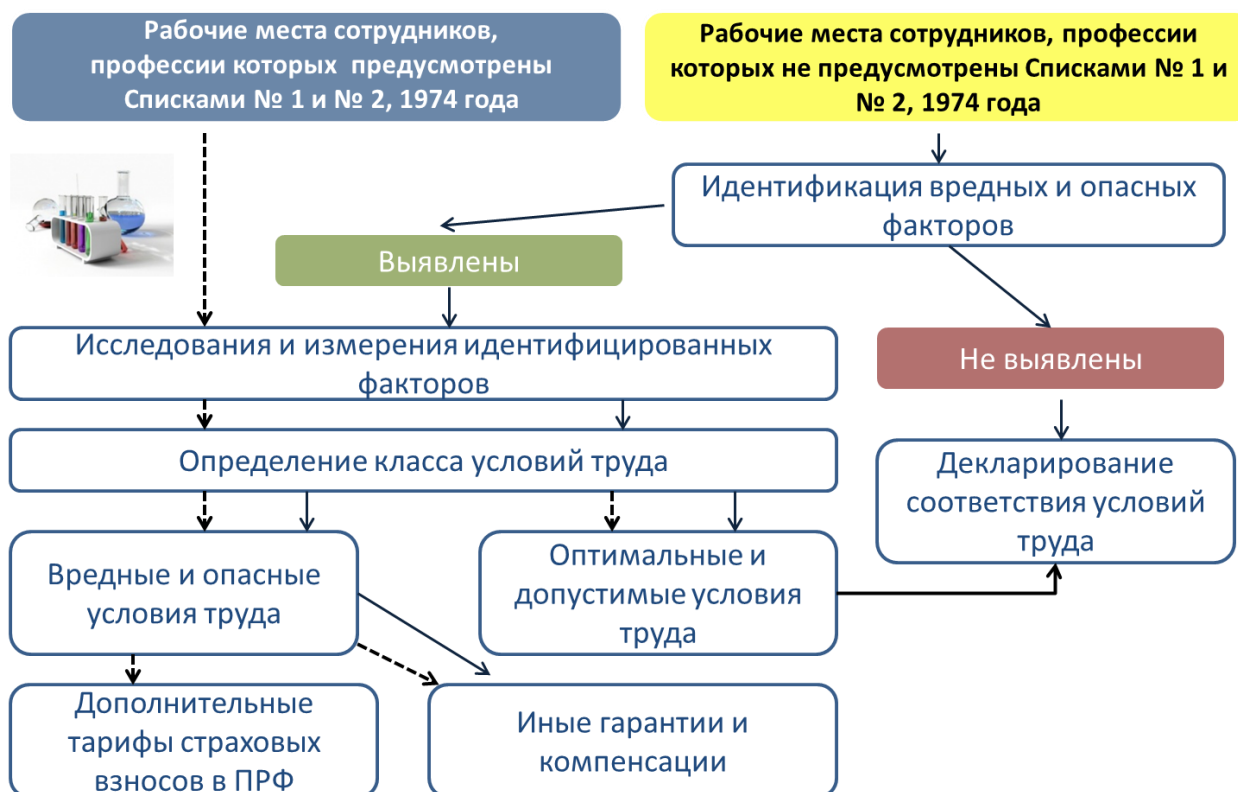 Рабочие места сотрудников,
профессии которых предусмотрены
Списками № 1 и № 2, 1974 года
Рабочие места сотрудников, профессии
которых не предусмотрены Списками № 1 и
№ 2, 1974 года
Идентификация вредных и опасных
факторов
Выявлены
Исследования и измерения идентифицированных
факторов
Не выявлены
Определение класса условий труда
Декларирование
соответствия условий
труда
Вредные и опасные
условия труда
Оптимальные и
допустимые условия
труда
Дополнительные
тарифы страховых
взносов в ПРФ
Иные гарантии и
компенсации